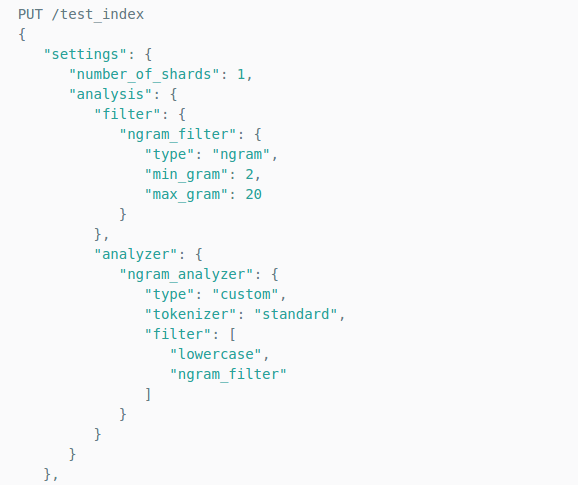 PUT /test_index
{
   "settings": {
      "number_of_shards": 1,
      "analysis": {
         "filter": {
            "ngram_filter": {
               "type": "ngram",
               "min_gram": 2,
               "max_gram": 20
            }
         },
         "analyzer": {
            "ngram_analyzer": {
               "type": "custom",
               "tokenizer": "standard",
               "filter": [
                  "lowercase",
                  "ngram_filter"
               ]
            }
         }
      }
   },